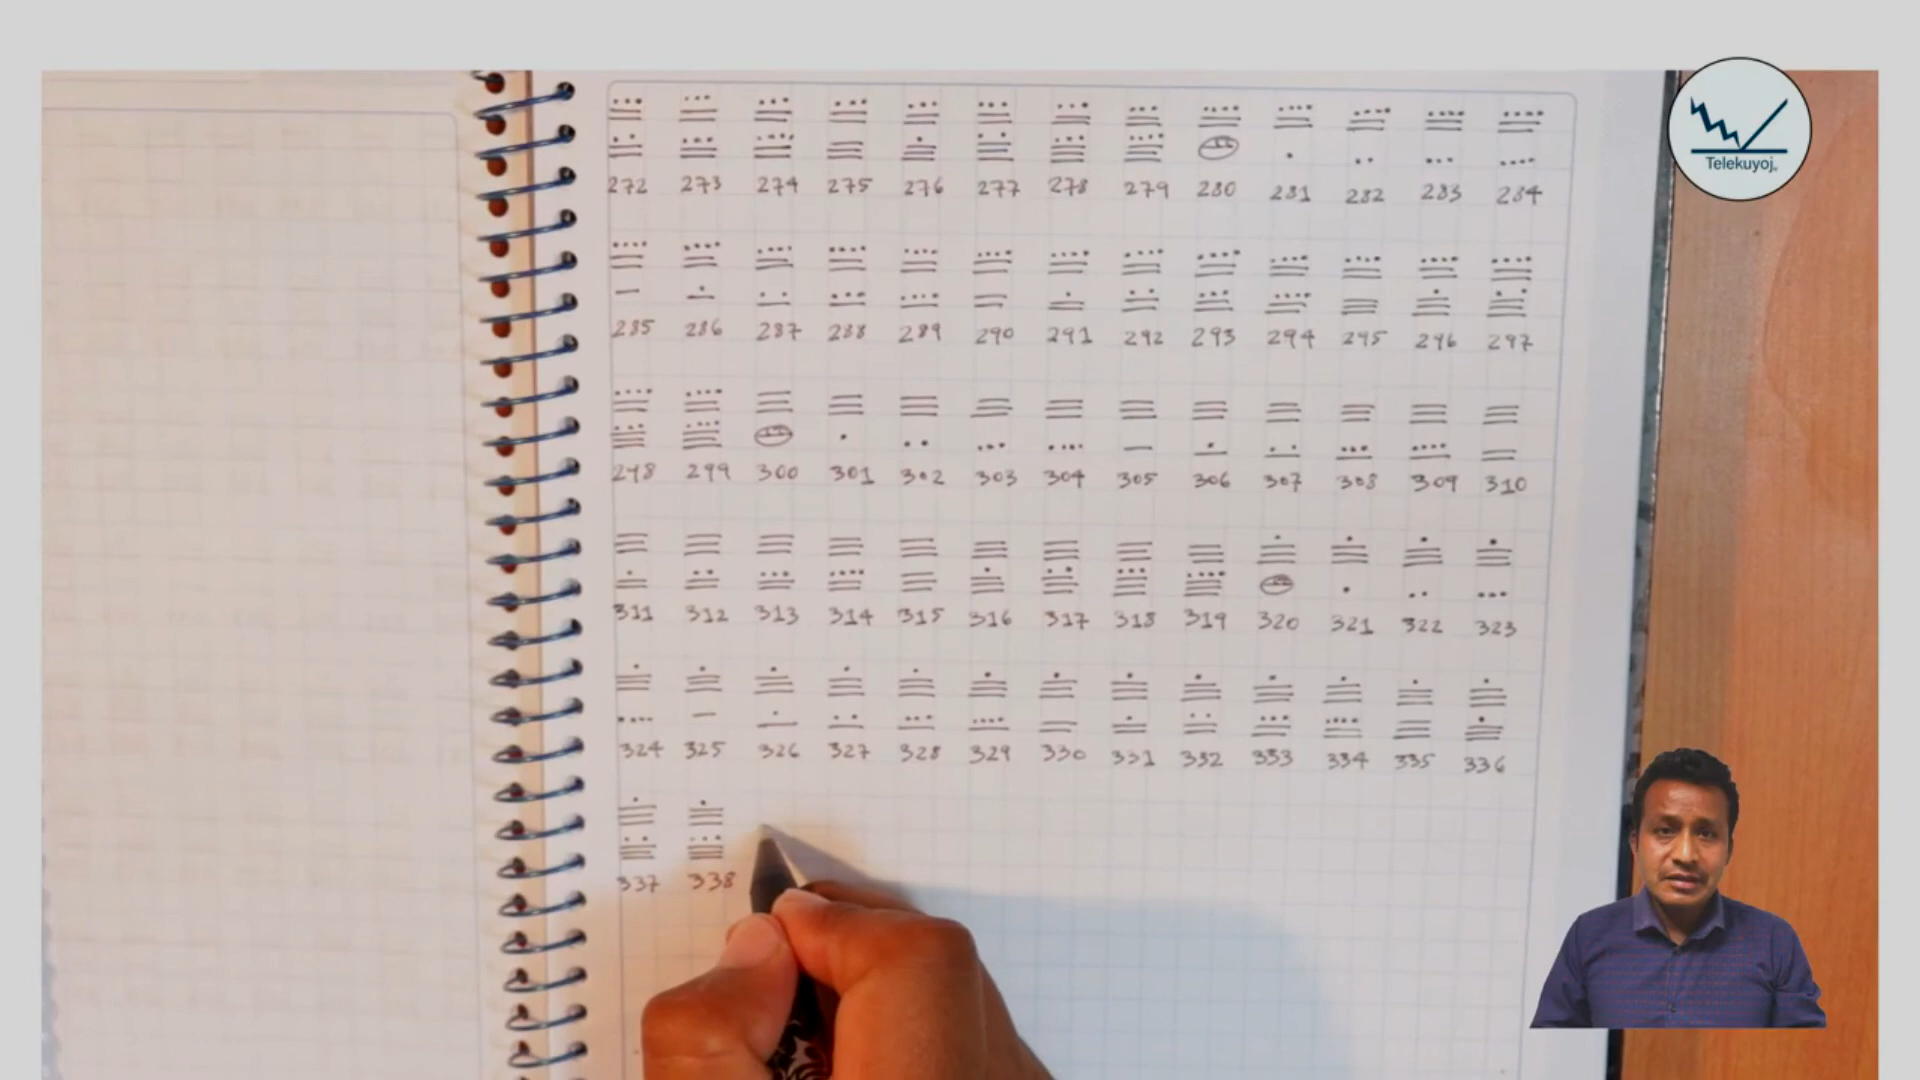 272 273 274 275 276 277 278 279 280 281 282 283 284
285 286 287 288 289 290 291 292 293 294 295 296 297
298 299 300 301 302 303 304 305 306 307 308 309 310
311 312 313 314 315 316 317 318 319 320 321 322 323
324 325 326 327 328 329 330 331 332 333 334 335 336
337 338
Telekuyoj